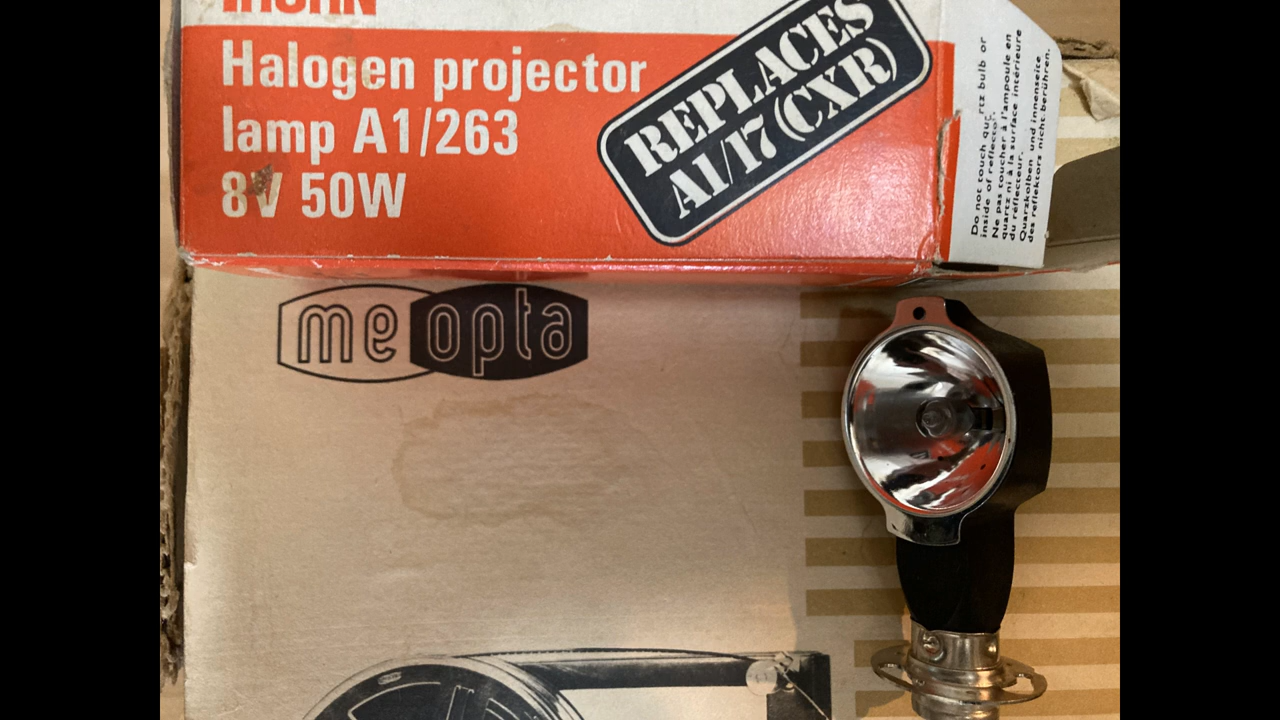 Halogen projector
lamp A1/263
8V 50W
REPLACES
A1/17 (CXR)
Do not touch quartz bulb or
inside of reflector.
Ne pas toucher à l'ampoule en
quartz ni à la surface intérieure
du réflecteur.
Quarzkolben und innenseite
des reflektors nicht berühren.
meopta